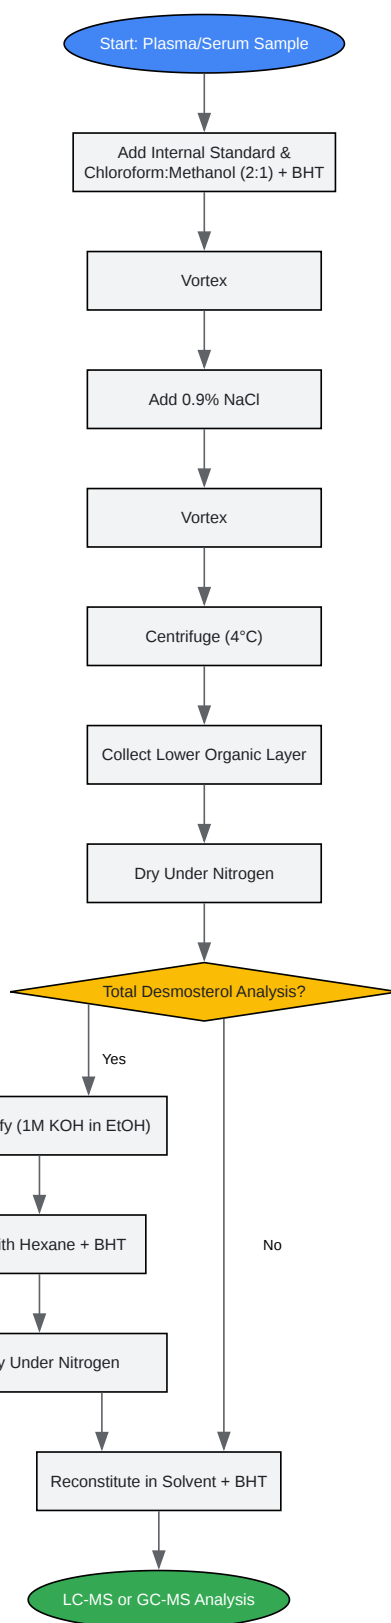 Start: Plasma/Serum Sample
Add Internal Standard &
Chloroform:Methanol (2:1) + BHT
Vortex
Add 0.9% NaCl
Vortex
Centrifuge (4°C)
Collect Lower Organic Layer
Dry Under Nitrogen
Total Desmosterol Analysis?
Yes
(1M KOH in EtOH)
No
Hexane + BHT
Under Nitrogen
Reconstitute in Solvent + BHT
LC-MS or GC-MS Analysis